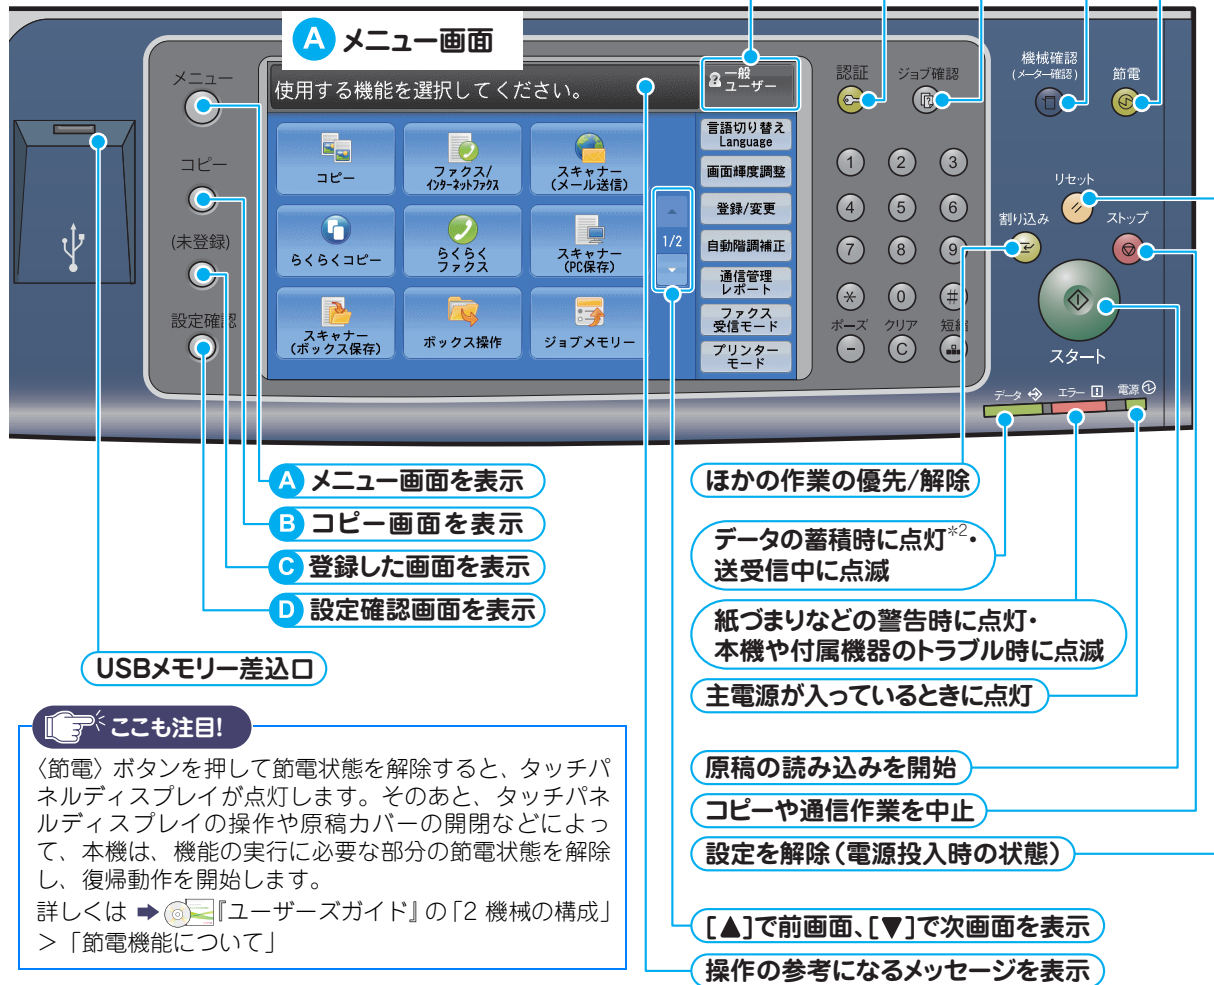 A メニュー画面
使用する機能を選択してください。
一般
ユーザー
認証
ジョブ確認
機械確認
(メーター確認)
節電
メニュー
コピー
(未登録)
設定確認
コピー
ファクス/
インターネットファクス
スキャナー
(メール送信)
らくらくコピー
らくらく
ファクス
スキャナー
(PC保存)
スキャナー
(ボックス保存)
ボックス操作
ジョブメモリー
1/2
言語切り替え
Language
画面輝度調整
登録/変更
自動階調補正
通信管理
レポート
ファクス
受信モード
プリンター
モード
1 2 3
4 5 6
7 8 9
* 0 #
ポーズ クリア 短縮
- C
リセット
割り込み
ストップ
スタート
データ エラー 電源
A メニュー画面を表示
B コピー画面を表示
C 登録した画面を表示
D 設定確認画面を表示
USBメモリー差込口
ほかの作業の優先/解除
データの蓄積時に点灯*2・
送受信中に点滅
紙づまりなどの警告時に点灯・
本機や付属機器のトラブル時に点滅
主電源が入っているときに点灯
原稿の読み込みを開始
コピーや通信作業を中止
設定を解除(電源投入時の状態)
[▲]で前画面、[▼]で次画面を表示
操作の参考になるメッセージを表示
ここも注目!
〈節電〉ボタンを押して節電状態を解除すると、タッチパ
ネルディスプレイが点灯します。そのあと、タッチパネ
ルディスプレイの操作や原稿カバーの開閉などによっ
て、本機は、機能の実行に必要な部分の節電状態を解除
し、復帰動作を開始します。
詳しくは ➡ 『ユーザーズガイド』の「2 機械の構成」
>「節電機能について」